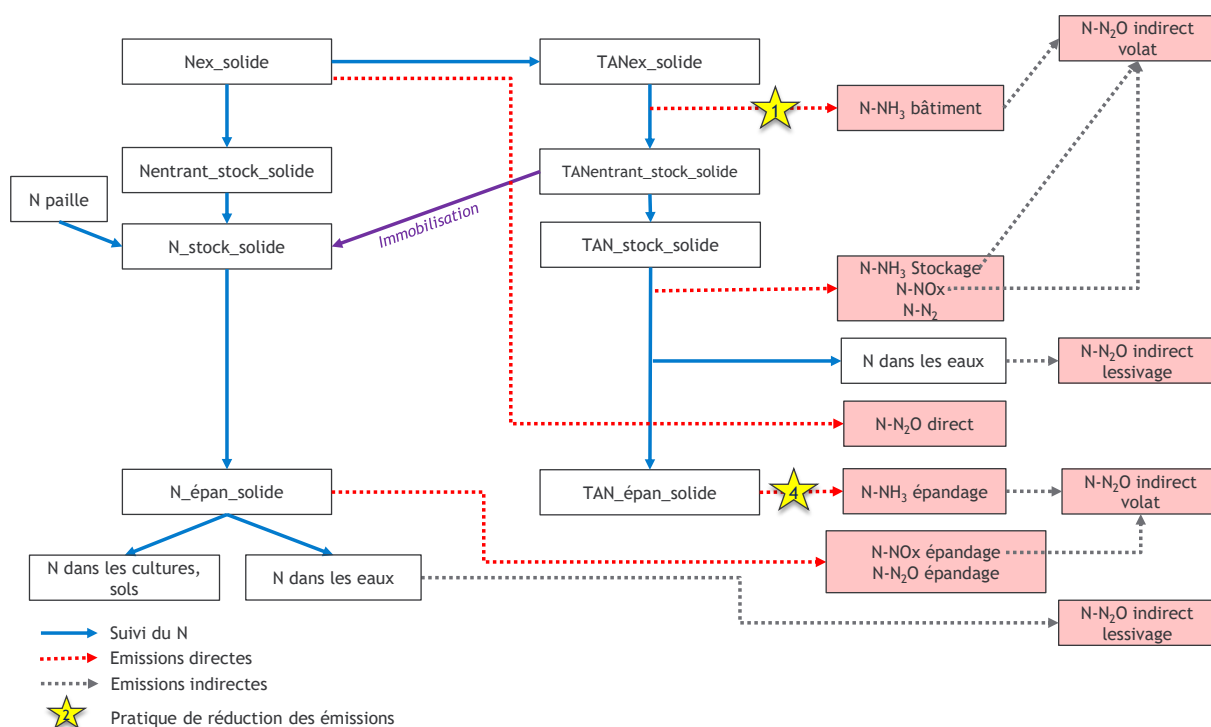 N-N₂O indirect
volat
Nex_solide
TANex_solide
1
N-NH₃ bâtiment
Nentrant_stock_solide
TANentrant_stock_solide
N paille
Immobilisation
N_stock_solide
TAN_stock_solide
N-NH₃ Stockage
N-NOx
N-N₂
N dans les eaux
N-N₂O indirect
lessivage
N-N₂O direct
N_épan_solide
TAN_épan_solide
4
N-NH₃ épandage
N-N₂O indirect
volat
N dans les cultures,
sols
N dans les eaux
N-NOx épandage
N-N₂O épandage
N-N₂O indirect
lessivage
Suivi du N
Emissions directes
Emissions indirectes
2
Pratique de réduction des émissions